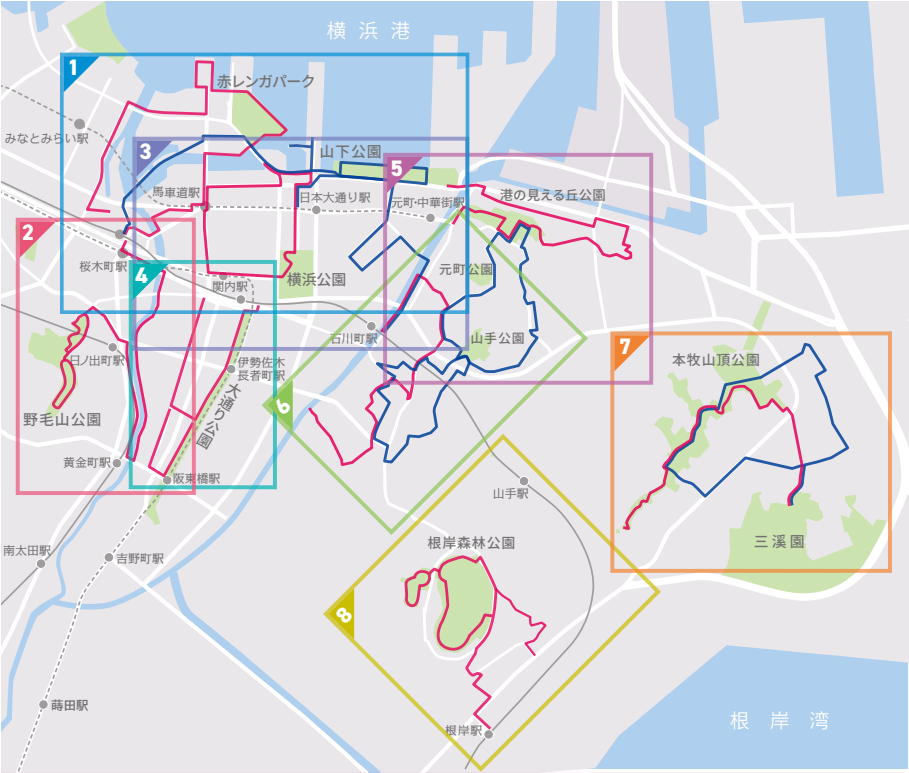 横浜港
1
赤レンガパーク
みなとみらい駅
3
山下公園
5
馬車道駅
日本大通り駅
元町・中華街駅
港の見える丘公園
2
桜木町駅
4
関内駅
横浜公園
元町公園
石川町駅
山手公園
日ノ出町駅
伊勢佐木
長者町駅
7
本牧山頂公園
大通り公園
6
野毛山公園
黄金町駅
阪東橋駅
山手駅
南太田駅
吉野町駅
根岸森林公園
三溪園
8
蒔田駅
根岸駅
根岸湾